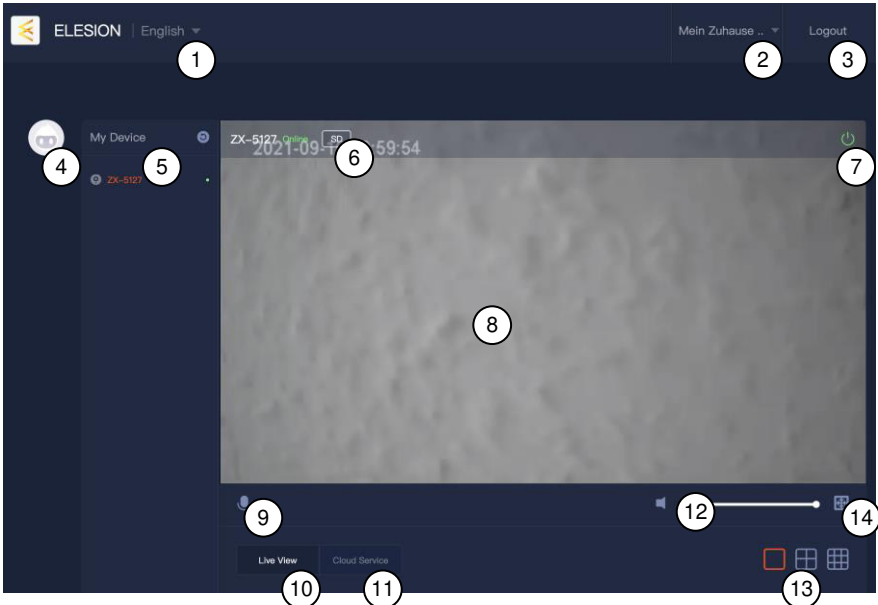 ELESION English
Mein Zuhause ..
Logout
1
2
3
My Device
ZX-5127 Online SD
2021-09- :59:54
4
5
6
7
ZX-5127
8
9
12
14
Live View
Cloud Service
10
11
13